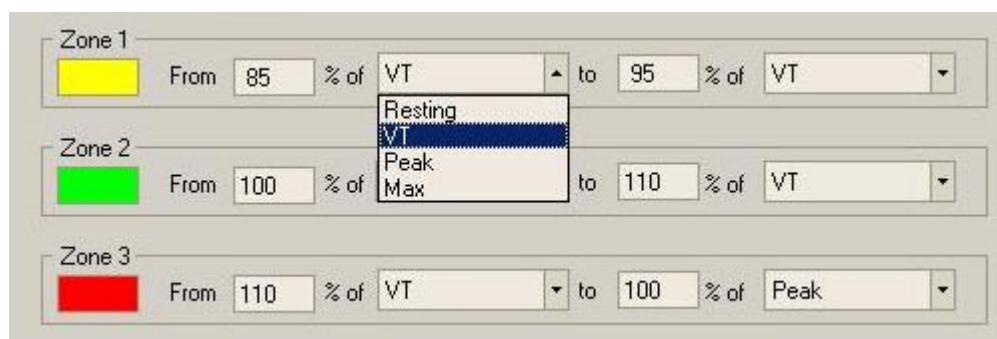 Zone 1
From 85 % of VT to 95 % of VT
Resting
VT
Peak
Max
Zone 2
From 100 % of to 110 % of VT
Zone 3
From 110 % of VT to 100 % of Peak